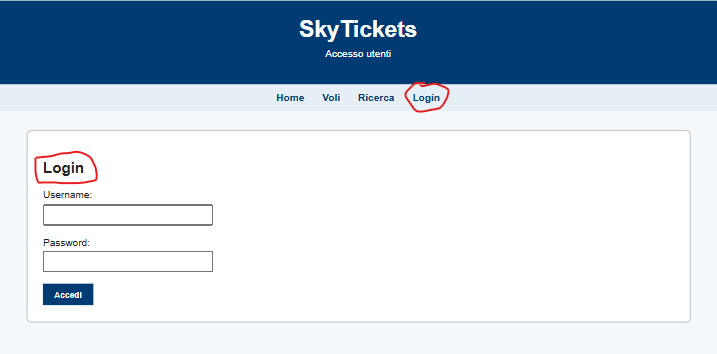 SkyTickets
Accesso utenti
Home Voli Ricerca Login
Login
Username:
Password:
Accedi